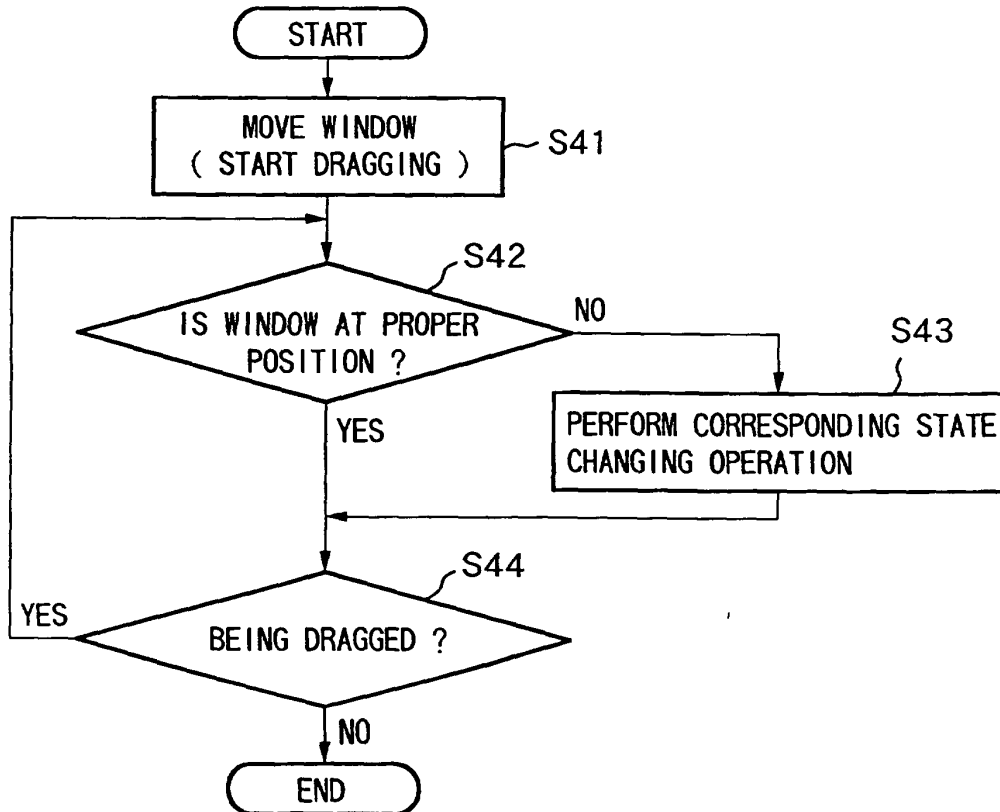 START
MOVE WINDOW
( START DRAGGING )
S41
S42
IS WINDOW AT PROPER
POSITION ?
NO
S43
YES
PERFORM CORRESPONDING STATE
CHANGING OPERATION
S44
YES
BEING DRAGGED ?
NO
END